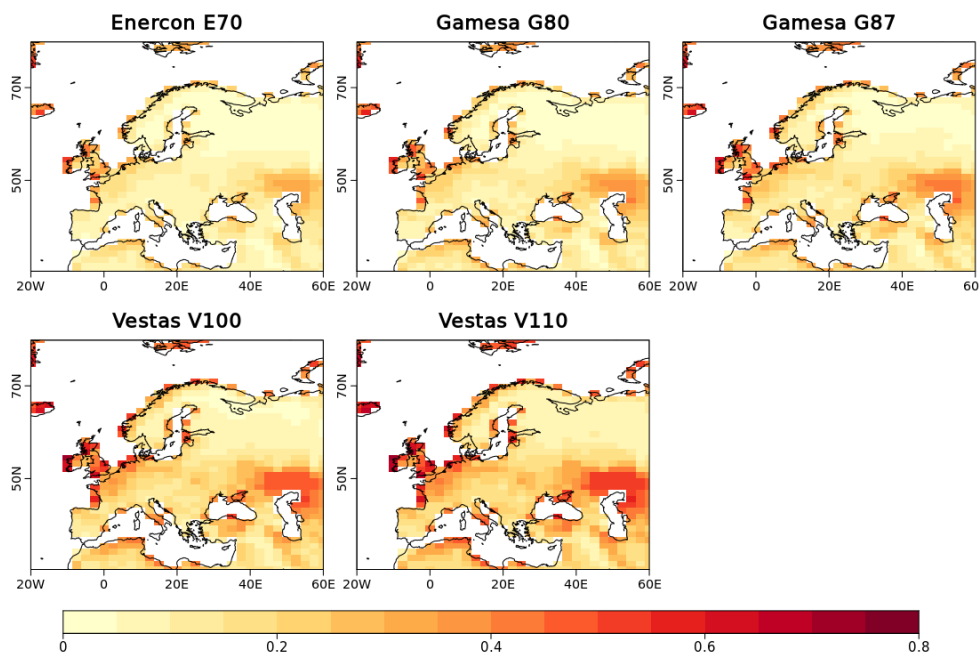 Enercon E70 Gamesa G80 Gamesa G87
70N 70N 70N
50N 50N 50N
20W 0 20E 40E 60E 20W 0 20E 40E 60E 20W 0 20E 40E 60E
Vestas V100 Vestas V110
70N 70N
50N 50N
20W 0 20E 40E 60E 20W 0 20E 40E 60E
0 0.2 0.4 0.6 0.8